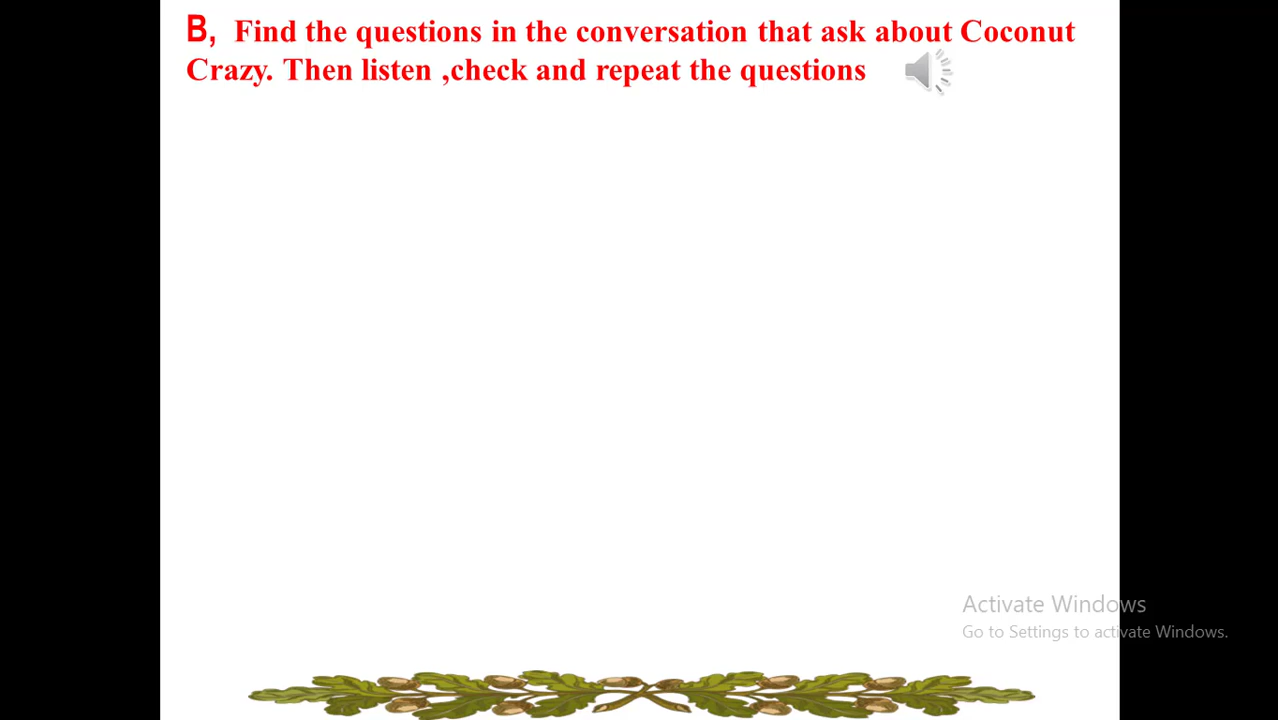 B, Find the questions in the conversation that ask about Coconut
Crazy. Then listen ,check and repeat the questions
Activate Windows
Go to Settings to activate Windows.